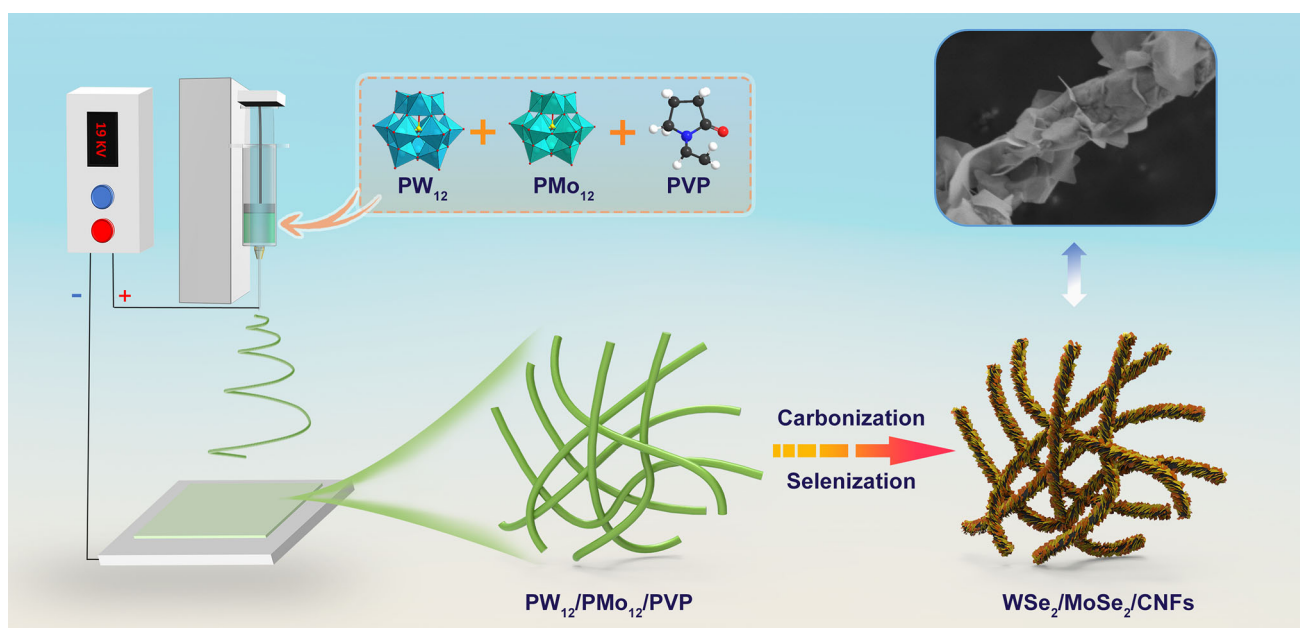 19 KV
- +
PW₁₂ + PMo₁₂ + PVP
Carbonization
Selenization
PW₁₂/PMo₁₂/PVP
WSe₂/MoSe₂/CNFs